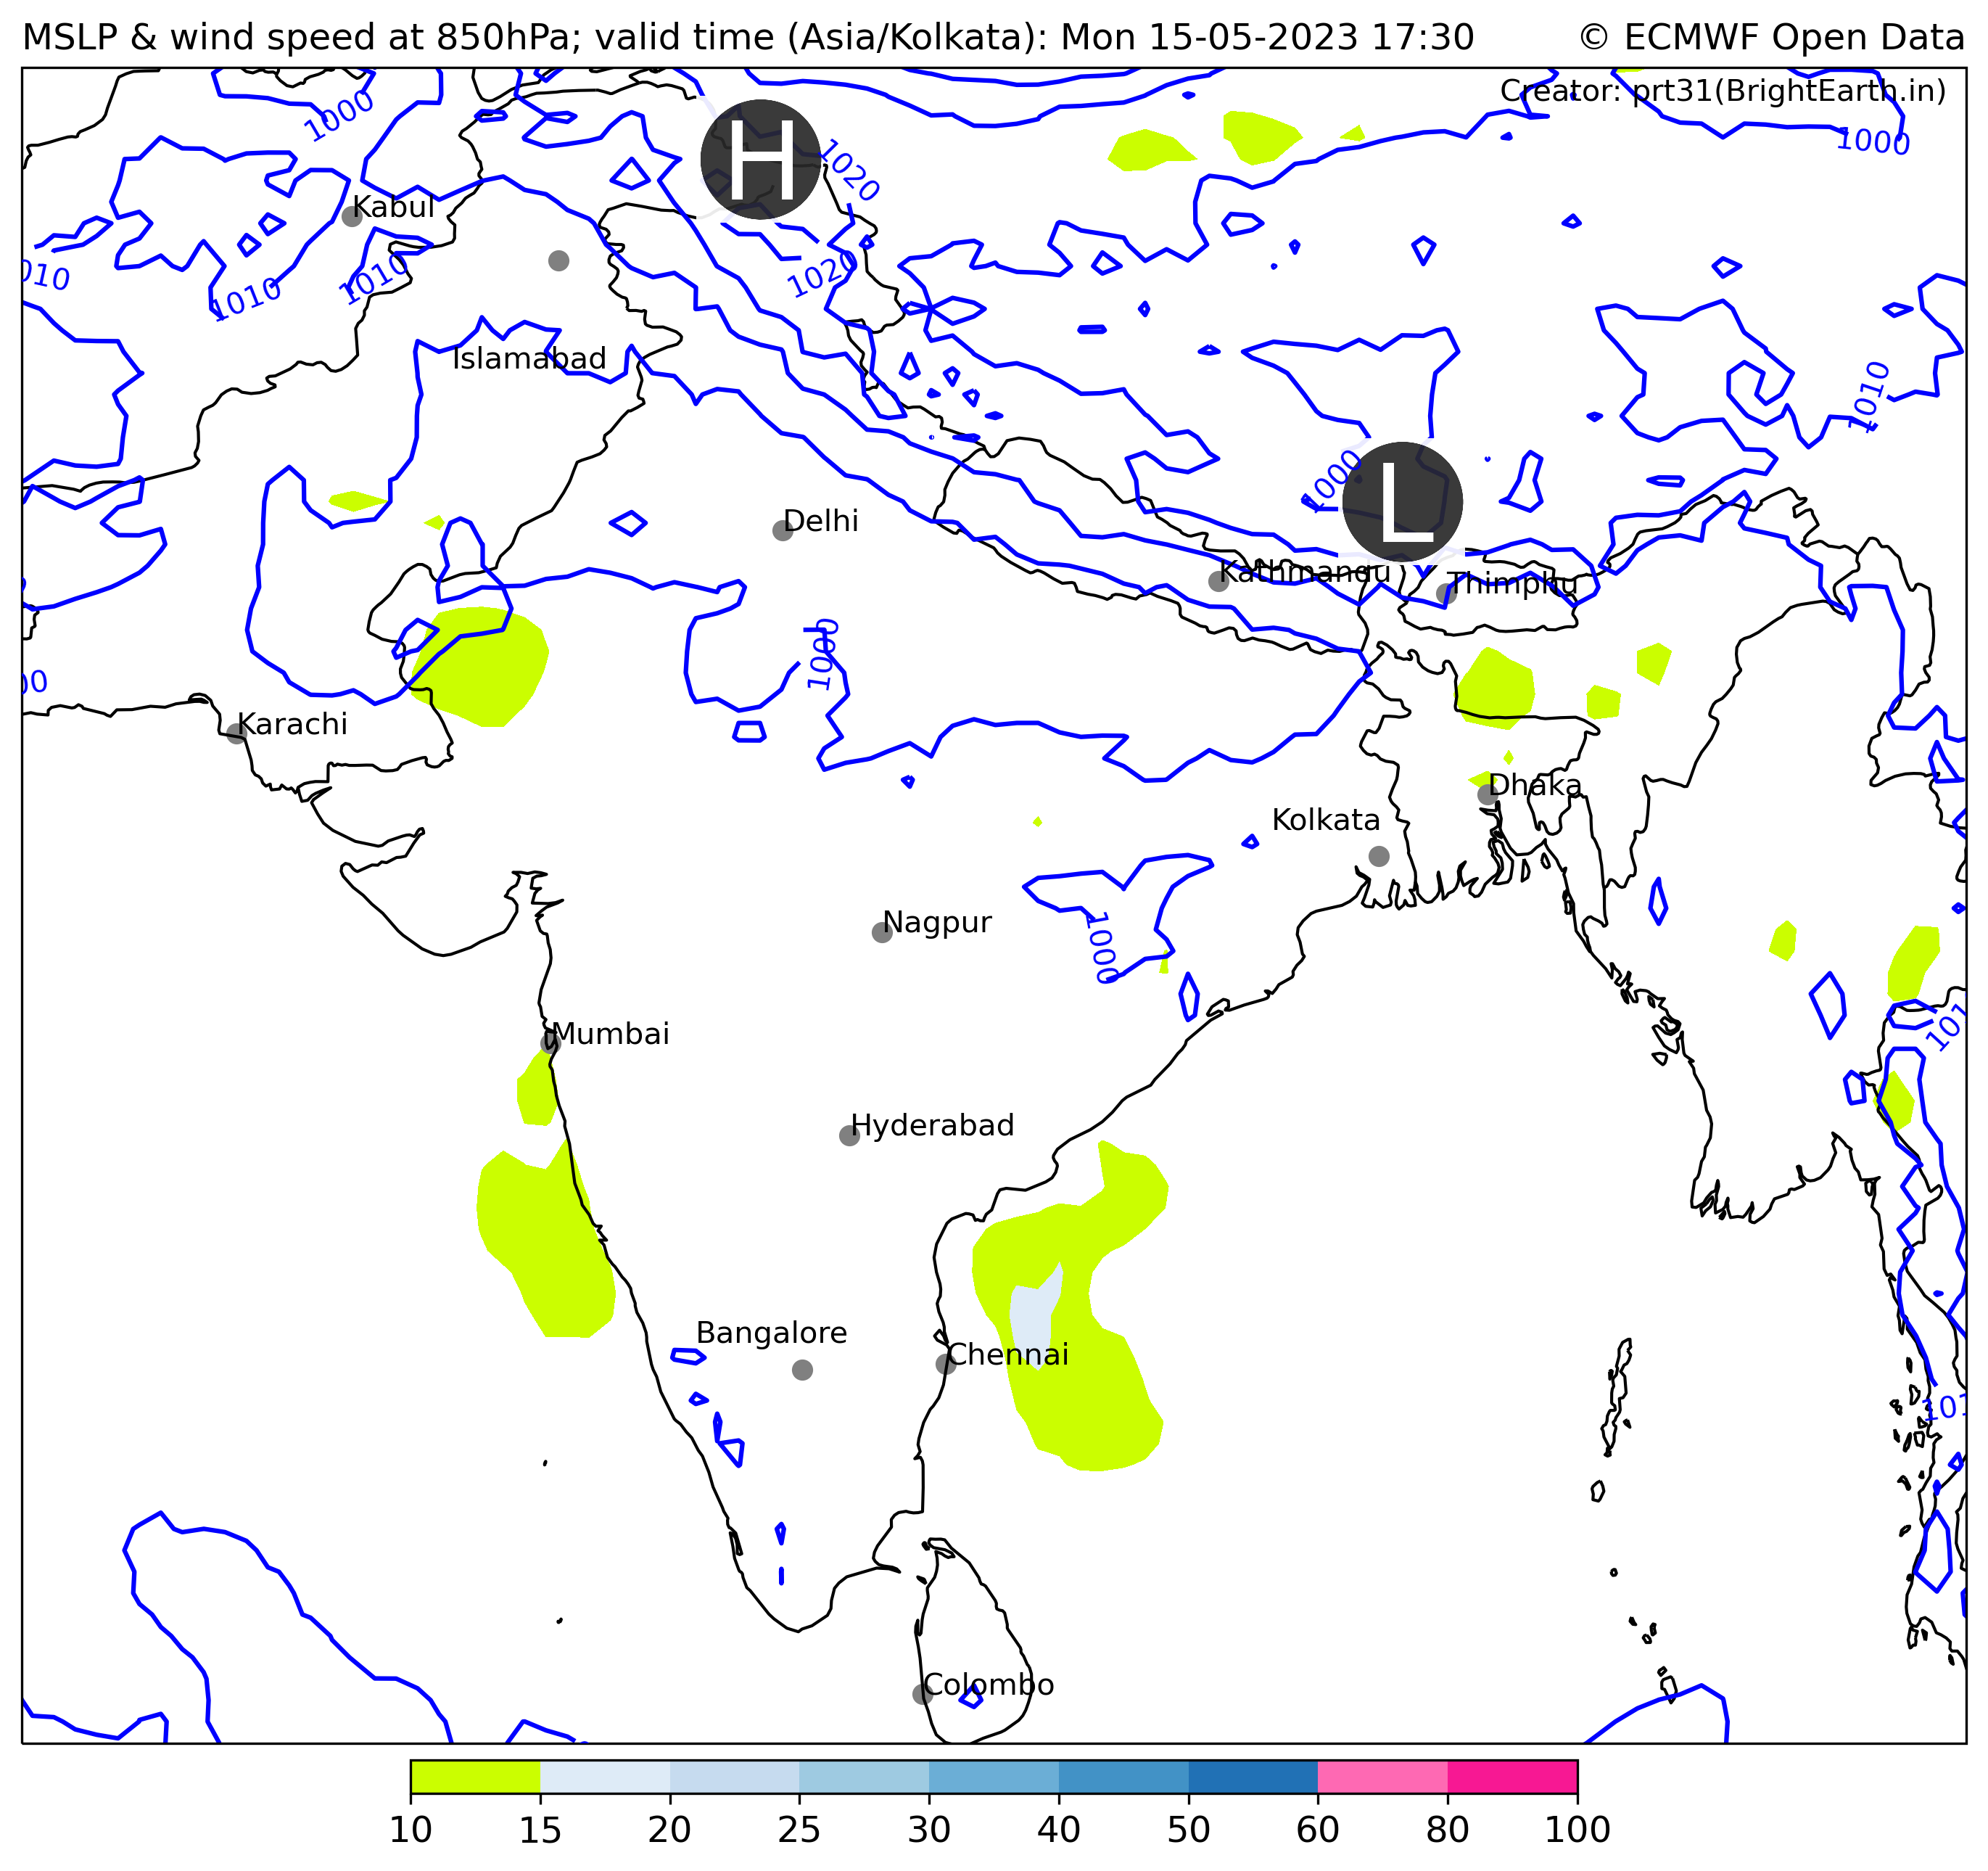 MSLP & wind speed at 850hPa; valid time (Asia/Kolkata): Mon 15-05-2023 17:30
© ECMWF Open Data
Creator: prt31(BrightEarth.in)
1000
1000
H
1020
Kabul
010
1010
1010
1020
Islamabad
1010
1000
L
Delhi
Kathmandu
Thimphu
1000
00
Karachi
Dhaka
Kolkata
Nagpur
1000
101
Mumbai
Hyderabad
Bangalore
Chennai
101
Colombo
10 15 20 25 30 40 50 60 80 100